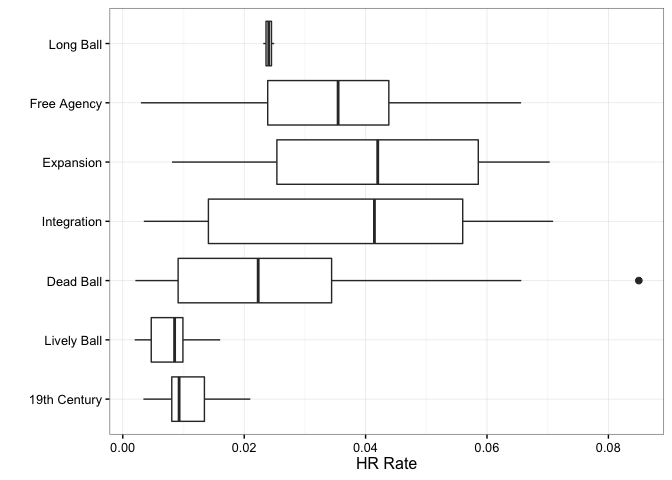 Long Ball
Free Agency
Expansion
Integration
Dead Ball
Lively Ball
19th Century
0.00 0.02 0.04 0.06 0.08
HR Rate